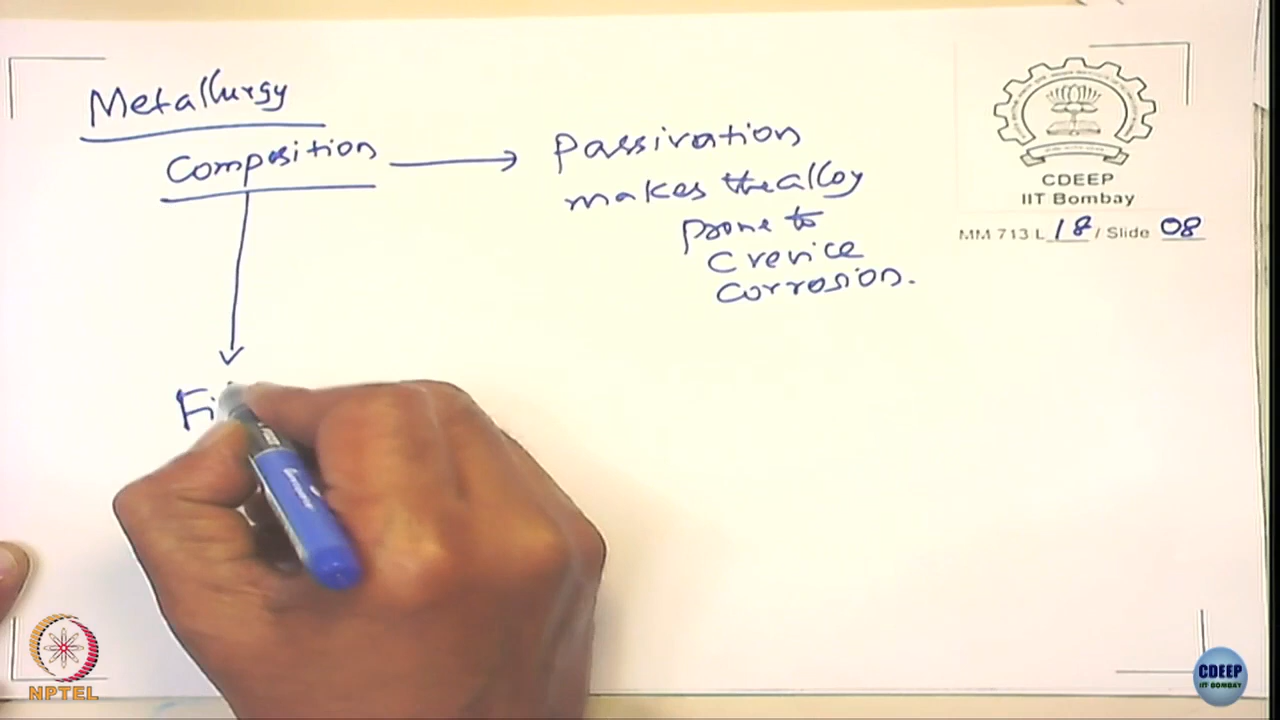 Metallurgy
Composition → Passivation
makes the alloy
prone to
crevice
corrosion.
Fi
CDEEP
IIT Bombay
MM 713 L 18 / Slide 08
NPTEL
CDEEP
IIT BOMBAY